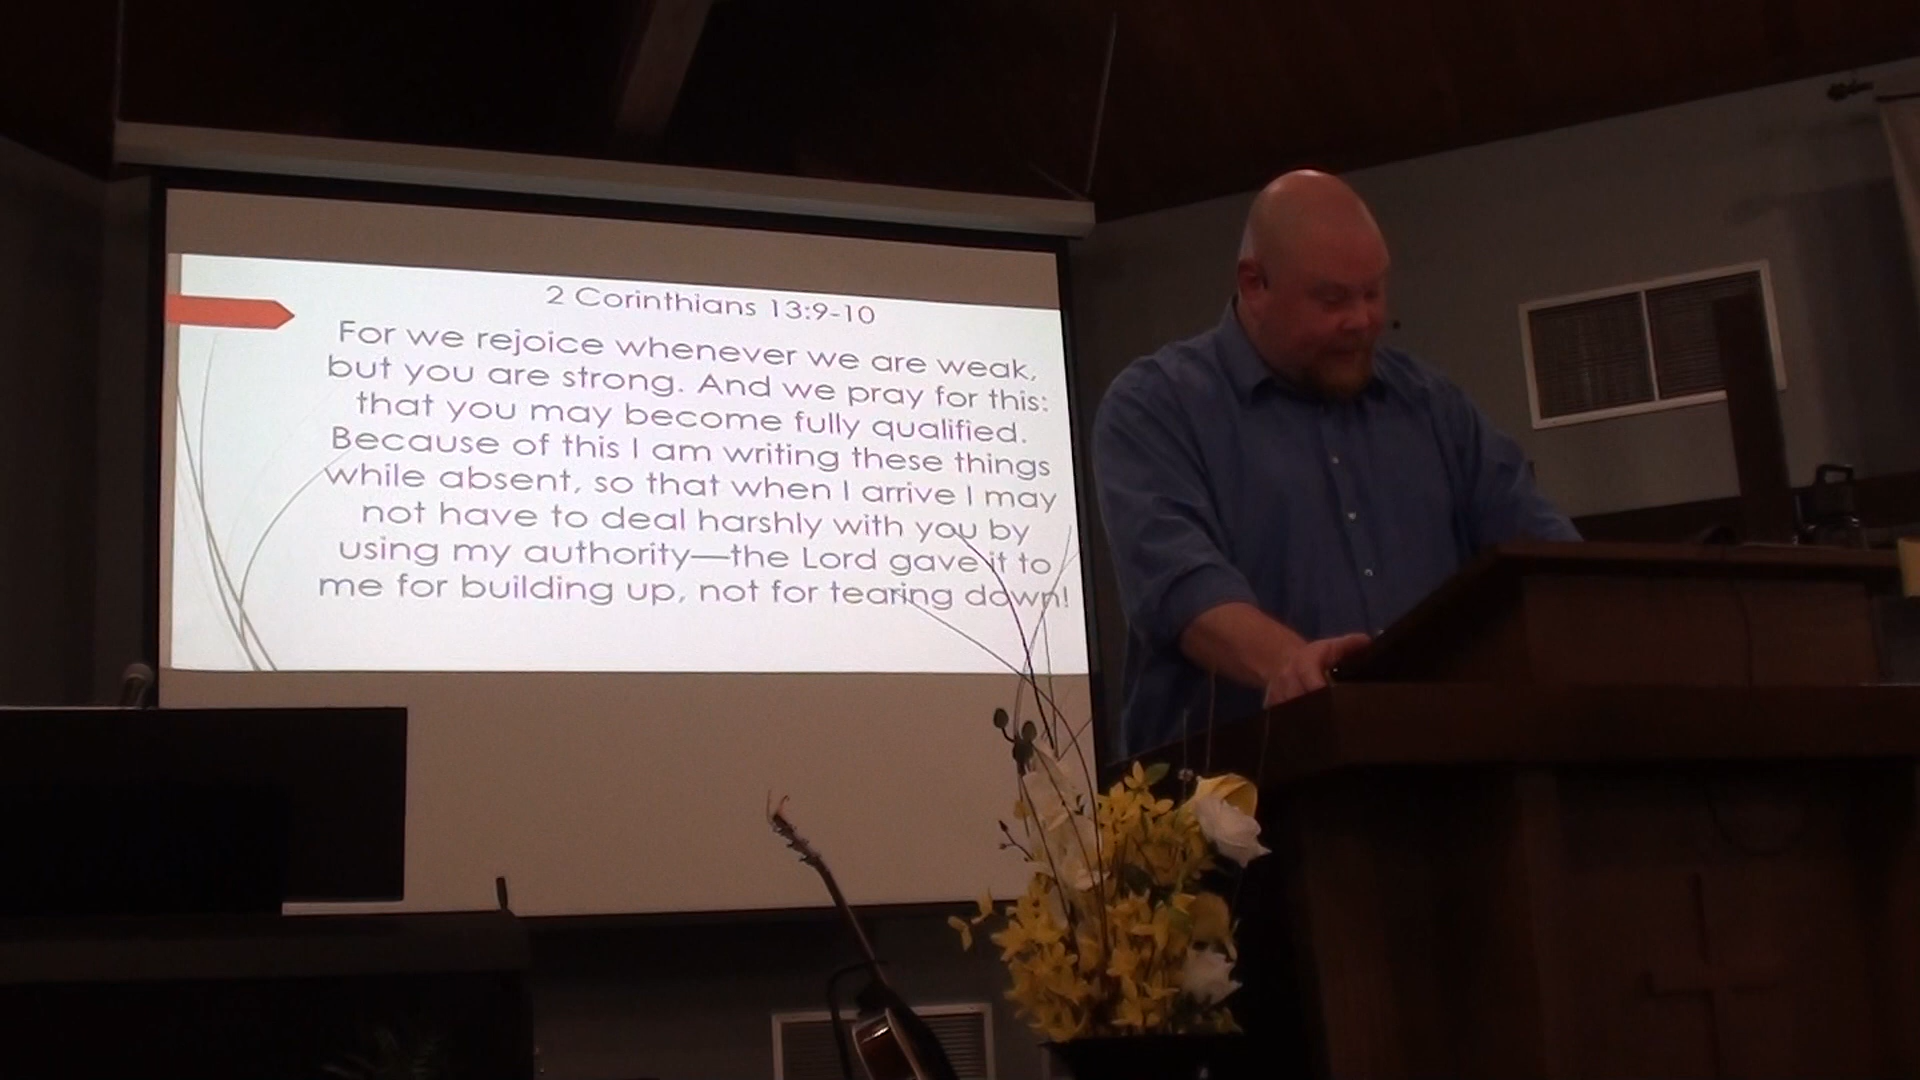 2 Corinthians 13:9-10
For we rejoice whenever we are weak,
but you are strong. And we pray for this:
that you may become fully qualified.
Because of this I am writing these things
while absent, so that when I arrive I may
not have to deal harshly with you by
using my authority—the Lord gave it to
me for building up, not for tearing down!